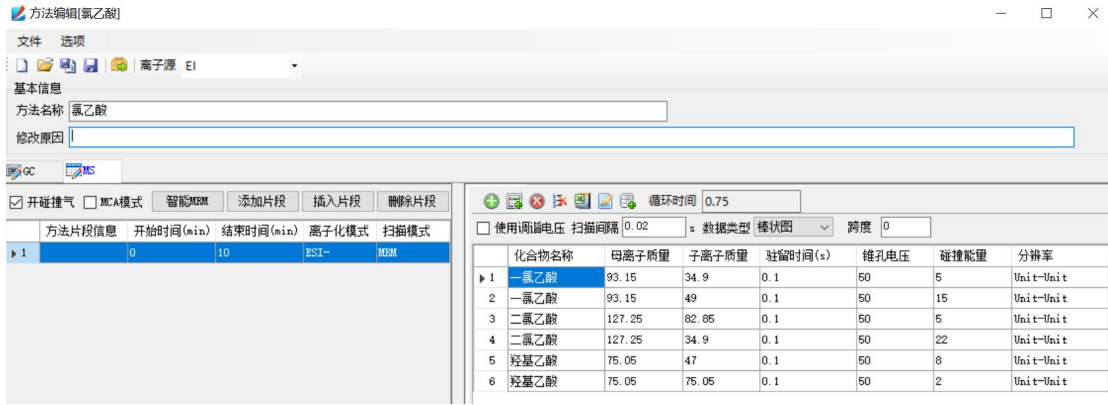 方法编辑[氯乙酸]
文件 选项
离子源 EI
基本信息
方法名称 氯乙酸
修改原因
GC MS
开碰撞气 MCA模式 智能MRM 添加片段 插入片段 删除片段
方法片段信息 开始时间(min) 结束时间(min) 离子化模式 扫描模式
1 0 10 ESI- MRM
循环时间 0.75
使用调谐电压 扫描间隔 0.02 s 数据类型 棒状图 跨度 0
化合物名称 母离子质量 子离子质量 驻留时间(s) 锥孔电压 碰撞能量 分辨率
1 一氯乙酸 93.15 34.9 0.1 50 5 Unit-Unit
2 一氯乙酸 93.15 49 0.1 50 15 Unit-Unit
3 二氯乙酸 127.25 82.85 0.1 50 5 Unit-Unit
4 二氯乙酸 127.25 34.9 0.1 50 22 Unit-Unit
5 羟基乙酸 75.05 47 0.1 50 8 Unit-Unit
6 羟基乙酸 75.05 75.05 0.1 50 2 Unit-Unit